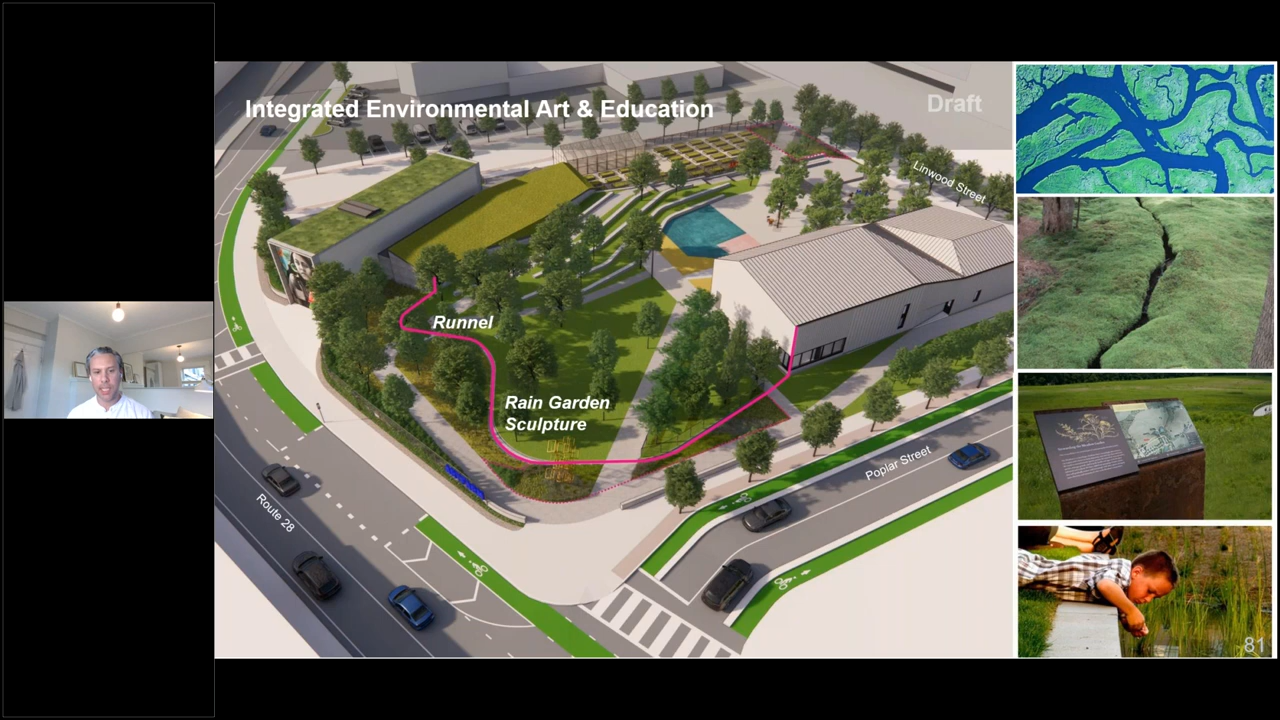 Integrated Environmental Art & Education
Draft
Linwood Street
Runnel
Rain Garden
Sculpture
Poplar Street
Route 28
81